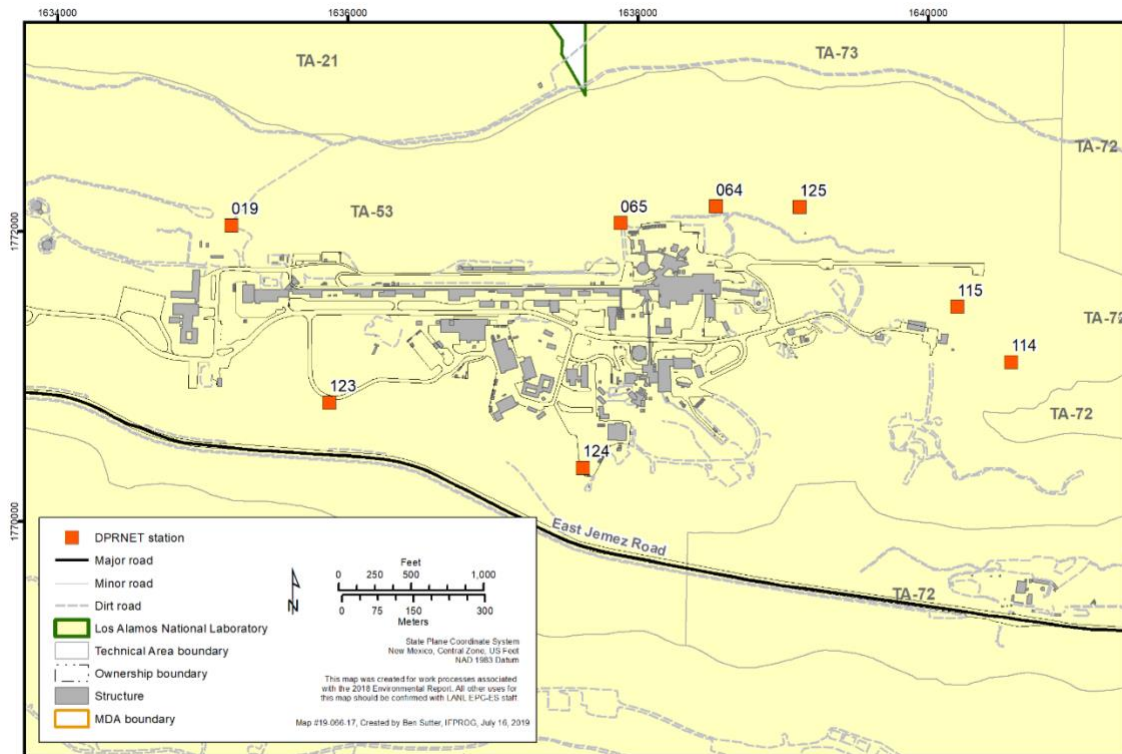 1634000
1636000
1638000
1640000
TA-21
TA-73
TA-72
TA-53
019
065
064
125
1772000
115
TA-72
114
123
TA-72
124
1770000
East Jemez Road
TA-72
DPRNET station
Major road
Minor road
Dirt road
Los Alamos National Laboratory
Technical Area boundary
Ownership boundary
Structure
MDA boundary
N
Feet
0 250 500 1,000
0 75 150 300
Meters
State Plane Coordinate System
New Mexico, Central Zone, US Feet
NAD 1983 Datum
This map was created for work processes associated
with the 2018 Environmental Report. All other uses for
this map should be confirmed with LANL EPC-ES staff.
Map #19-066-17, Created by Ben Sutter, IFPROG, July 16, 2019